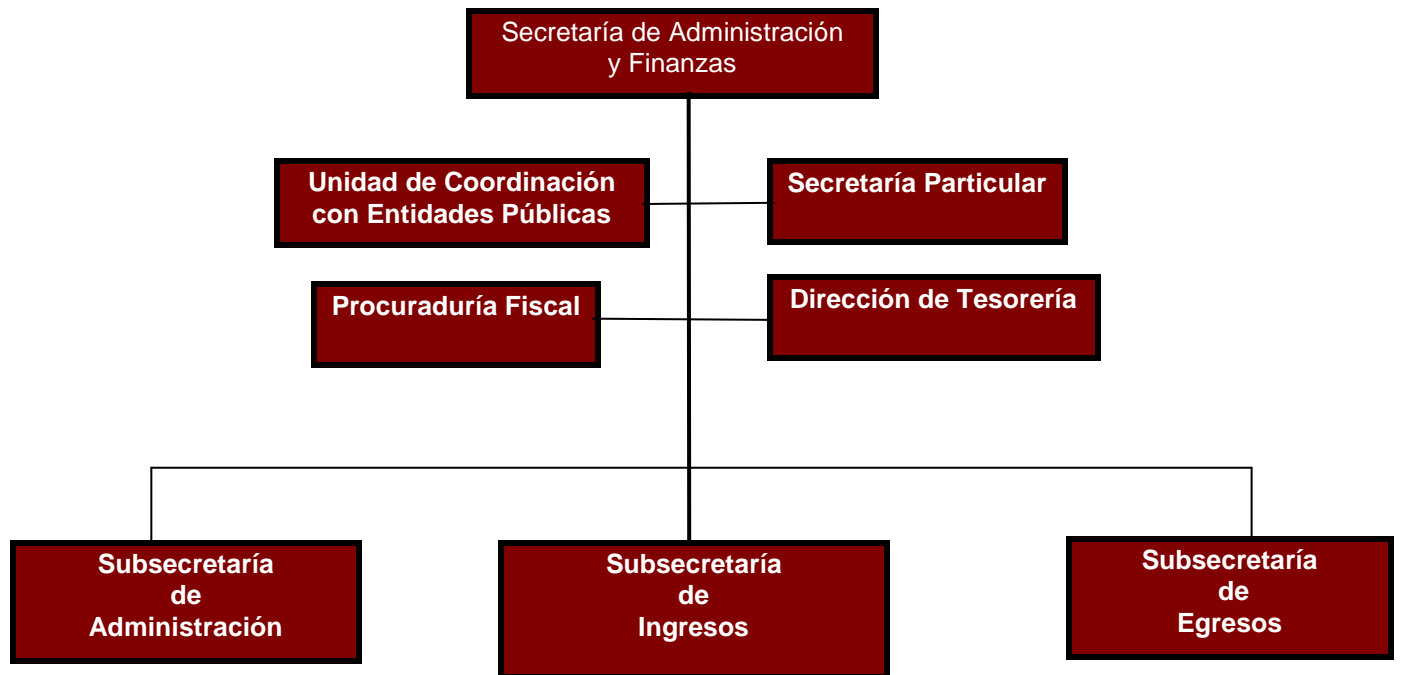 Secretaría de Administración
y Finanzas
Unidad de Coordinación
con Entidades Públicas
Secretaría Particular
Procuraduría Fiscal
Dirección de Tesorería
Subsecretaría
de
Administración
Subsecretaría
de
Ingresos
Subsecretaría
de
Egresos